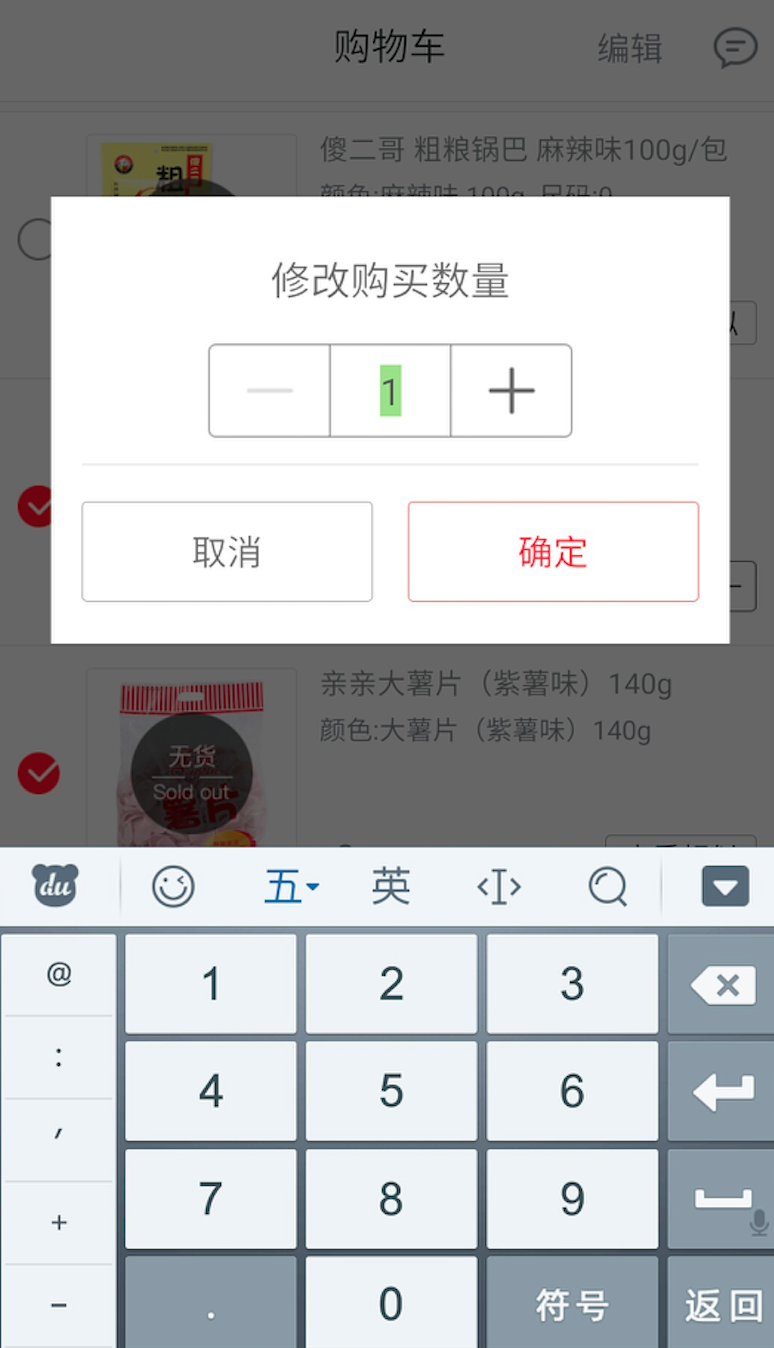 购物车
编辑
傻二哥 粗粮锅巴 麻辣味100g/包
颜色:麻辣味 100g 尺码:0
粗
修改购买数量
1
取消
确定
亲亲大薯片（紫薯味）140g
颜色:大薯片（紫薯味）140g
无货
Sold out
薯片
du
五
英
@
1
2
3
:
4
5
6
′
7
8
9
+
-
.
0
符号
返回